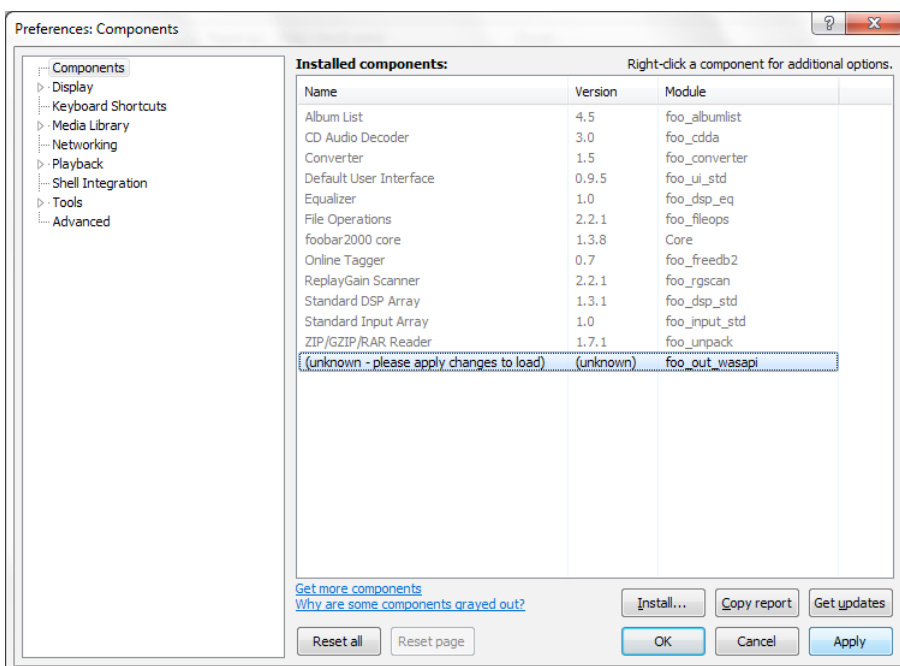 Preferences: Components
Components
Display
Keyboard Shortcuts
Media Library
Networking
Playback
Shell Integration
Tools
Advanced
Installed components: Right-click a component for additional options.
Name Version Module
Album List 4.5 foo_albumlist
CD Audio Decoder 3.0 foo_cdda
Converter 1.5 foo_converter
Default User Interface 0.9.5 foo_ui_std
Equalizer 1.0 foo_dsp_eq
File Operations 2.2.1 foo_fileops
foobar2000 core 1.3.8 Core
Online Tagger 0.7 foo_freedb2
ReplayGain Scanner 2.2.1 foo_rgscan
Standard DSP Array 1.3.1 foo_dsp_std
Standard Input Array 1.0 foo_input_std
ZIP/GZIP/RAR Reader 1.7.1 foo_unpack
(unknown - please apply changes to load) (unknown) foo_out_wasapi
Get more components
Why are some components grayed out?
Install... Copy report Get updates
Reset all Reset page OK Cancel Apply